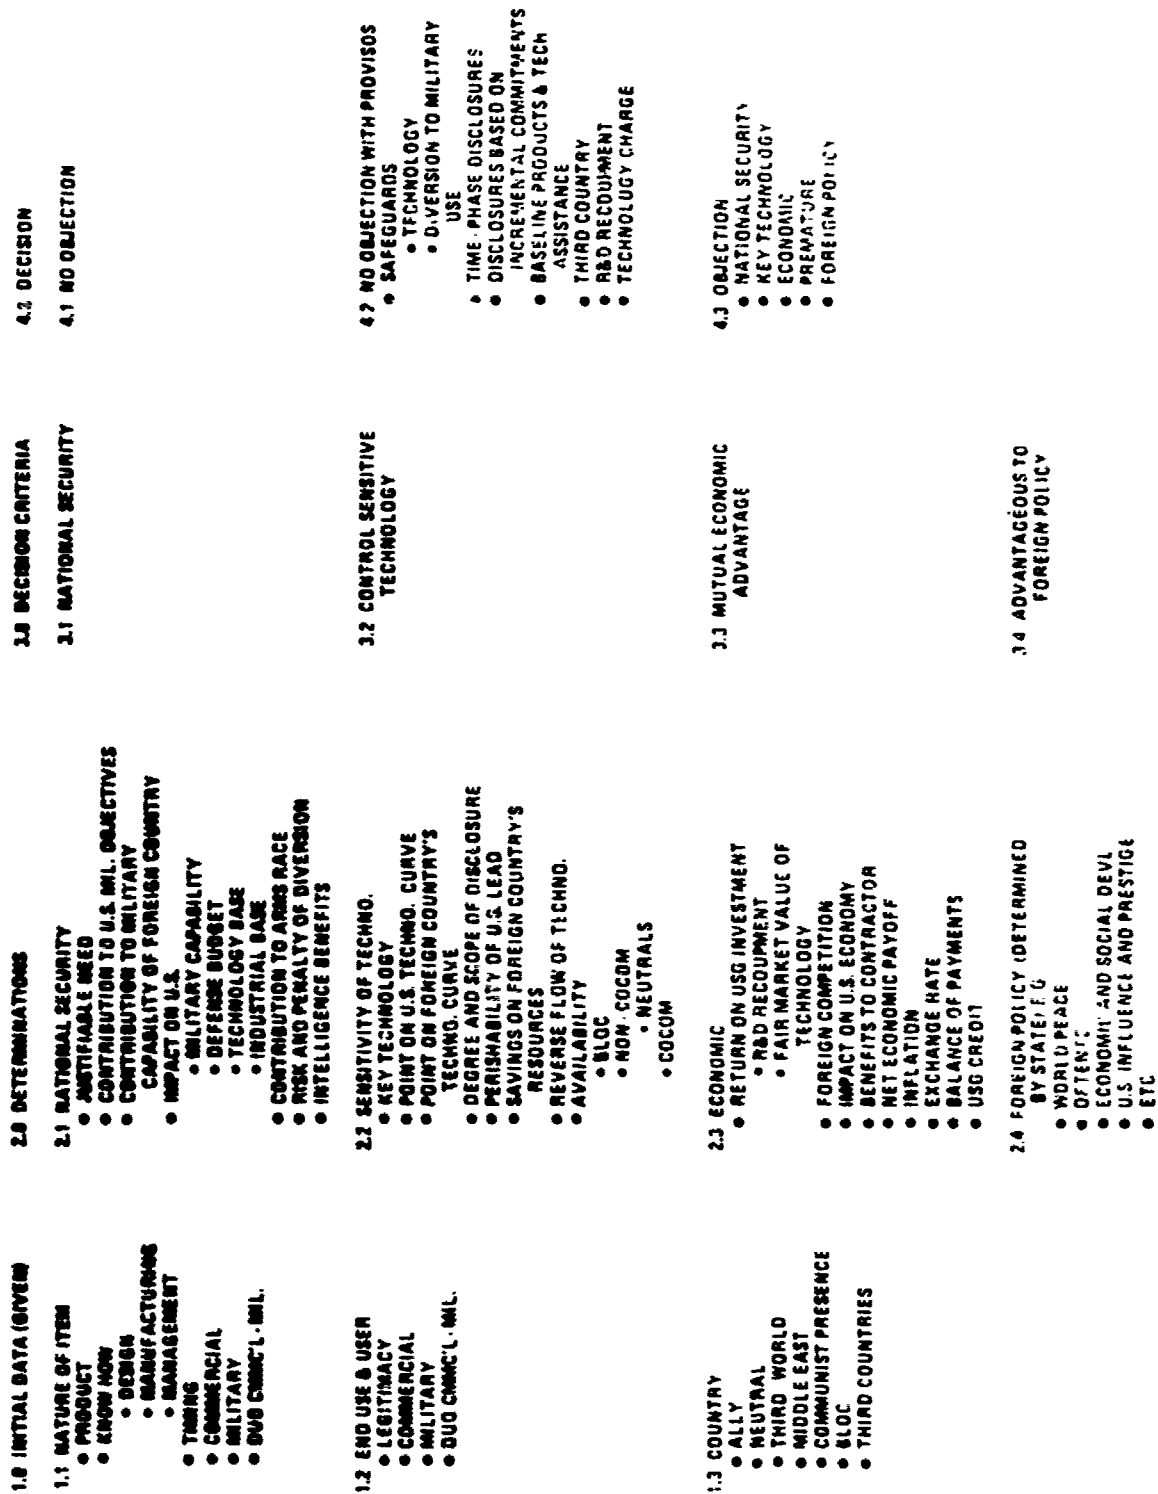 1.0 INITIAL DATA (GIVEN)
1.1 NATURE OF ITEM
• PRODUCT
• KNOW HOW
• DESIGN
• MANUFACTURING
• MANAGEMENT
• TIMING
• COMMERCIAL
• MILITARY
• DUO CMMC'L - MIL.
1.2 END USE & USER
• LEGITIMACY
• COMMERCIAL
• MILITARY
• DUO CMMC'L - MIL.
1.3 COUNTRY
• ALLY
• NEUTRAL
• THIRD WORLD
• MIDDLE EAST
• COMMUNIST PRESENCE
• BLOC
• THIRD COUNTRIES
2.0 DETERMINATIONS
2.1 NATIONAL SECURITY
• JUSTIFIABLE NEED
• CONTRIBUTION TO U.S. MIL. OBJECTIVES
• CONTRIBUTION TO MILITARY
CAPABILITY OF FOREIGN COUNTRY
• IMPACT ON U.S.
• MILITARY CAPABILITY
• DEFENSE BUDGET
• TECHNOLOGY BASE
• INDUSTRIAL BASE
• CONTRIBUTION TO ARMS RACE
• RISK AND PENALTY OF DIVERSION
• INTELLIGENCE BENEFITS
2.2 SENSITIVITY OF TECHNO.
• KEY TECHNOLOGY
• POINT ON U.S. TECHNO. CURVE
• POINT ON FOREIGN COUNTRY'S
TECHNO. CURVE
• DEGREE AND SCOPE OF DISCLOSURE
• PERISHABILITY OF U.S. LEAD
• SAVINGS ON FOREIGN COUNTRY'S
RESOURCES
• REVERSE FLOW OF TECHNO.
• AVAILABILITY
• BLOC
• NON-COCOM
• NEUTRALS
• COCOM
2.3 ECONOMIC
• RETURN ON USG INVESTMENT
• R&D RECOUPMENT
• FAIR MARKET VALUE OF
TECHNOLOGY
• FOREIGN COMPETITION
• IMPACT ON U.S. ECONOMY
• BENEFITS TO CONTRACTOR
• NET ECONOMIC PAYOFF
• INFLATION
• EXCHANGE RATE
• BALANCE OF PAYMENTS
• USG CREDIT
2.4 FOREIGN POLICY (DETERMINED
BY STATE)
• WORLD PEACE
• DETENTE
• ECONOMIC AND SOCIAL DEVL
• U.S. INFLUENCE AND PRESTIGE
• ETC
3.0 DECISION CRITERIA
3.1 NATIONAL SECURITY
3.2 CONTROL SENSITIVE
TECHNOLOGY
3.3 MUTUAL ECONOMIC
ADVANTAGE
3.4 ADVANTAGEOUS TO
FOREIGN POLICY
4.2 DECISION
4.1 NO OBJECTION
4.2 NO OBJECTION WITH PROVISOS
• SAFEGUARDS
• TECHNOLOGY
• DIVERSION TO MILITARY
USE
• TIME-PHASE DISCLOSURES
• DISCLOSURES BASED ON
INCREMENTAL COMMITMENTS
• BASELINE PRODUCTS & TECH
ASSISTANCE
• THIRD COUNTRY
• R&D RECOUPMENT
• TECHNOLOGY CHARGE
4.3 OBJECTION
• NATIONAL SECURITY
• KEY TECHNOLOGY
• ECONOMIC
• PREMATURE
• FOREIGN POLICY